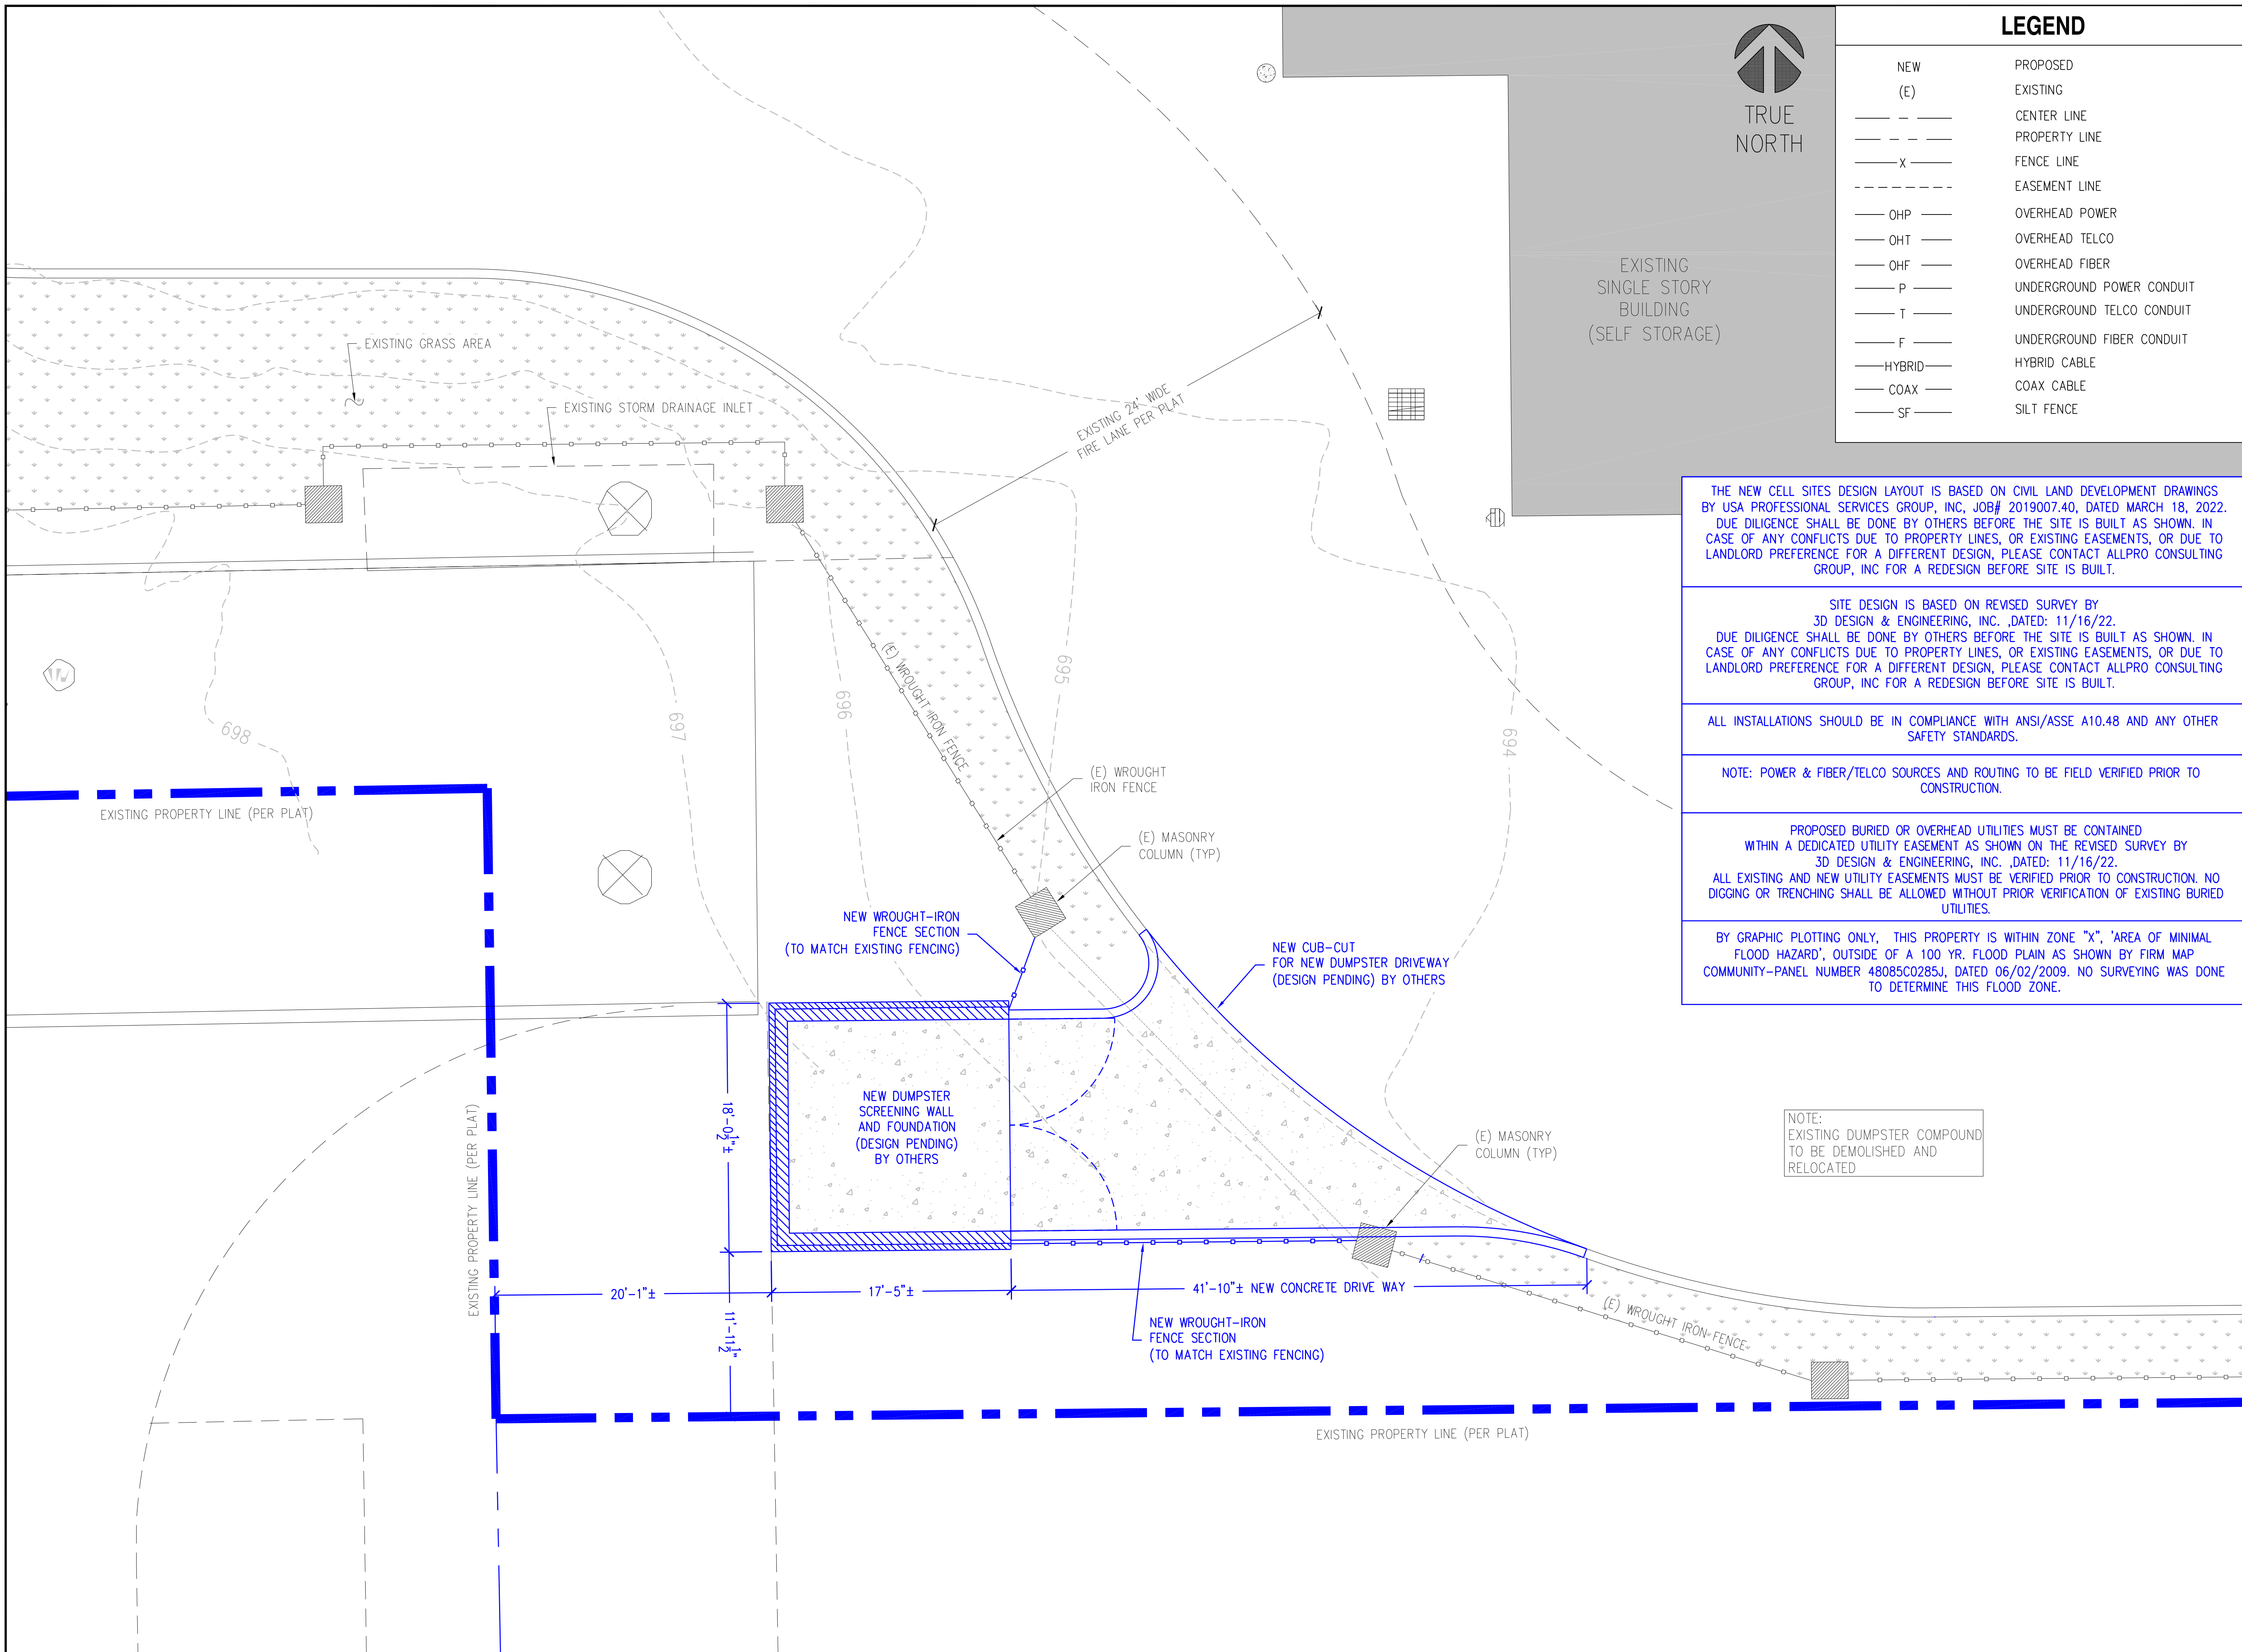 LEGEND
NEW PROPOSED
(E) EXISTING
CENTER LINE
PROPERTY LINE
X FENCE LINE
EASEMENT LINE
OHP OVERHEAD POWER
OHT OVERHEAD TELCO
OHF OVERHEAD FIBER
P UNDERGROUND POWER CONDUIT
T UNDERGROUND TELCO CONDUIT
F UNDERGROUND FIBER CONDUIT
HYBRID HYBRID CABLE
COAX COAX CABLE
SF SILT FENCE
TRUE
NORTH
EXISTING
SINGLE STORY
BUILDING
(SELF STORAGE)
EXISTING GRASS AREA
EXISTING STORM DRAINAGE INLET
EXISTING 24' WIDE
FIRE LANE PER PLAT
THE NEW CELL SITES DESIGN LAYOUT IS BASED ON CIVIL LAND DEVELOPMENT DRAWINGS
BY USA PROFESSIONAL SERVICES GROUP, INC, JOB# 2019007.40, DATED MARCH 18, 2022.
DUE DILIGENCE SHALL BE DONE BY OTHERS BEFORE THE SITE IS BUILT AS SHOWN. IN
CASE OF ANY CONFLICTS DUE TO PROPERTY LINES, OR EXISTING EASEMENTS, OR DUE TO
LANDLORD PREFERENCE FOR A DIFFERENT DESIGN, PLEASE CONTACT ALLPRO CONSULTING
GROUP, INC FOR A REDESIGN BEFORE SITE IS BUILT.
SITE DESIGN IS BASED ON REVISED SURVEY BY
3D DESIGN & ENGINEERING, INC. ,DATED: 11/16/22.
DUE DILIGENCE SHALL BE DONE BY OTHERS BEFORE THE SITE IS BUILT AS SHOWN. IN
CASE OF ANY CONFLICTS DUE TO PROPERTY LINES, OR EXISTING EASEMENTS, OR DUE TO
LANDLORD PREFERENCE FOR A DIFFERENT DESIGN, PLEASE CONTACT ALLPRO CONSULTING
GROUP, INC FOR A REDESIGN BEFORE SITE IS BUILT.
ALL INSTALLATIONS SHOULD BE IN COMPLIANCE WITH ANSI/ASSE A10.48 AND ANY OTHER
SAFETY STANDARDS.
NOTE: POWER & FIBER/TELCO SOURCES AND ROUTING TO BE FIELD VERIFIED PRIOR TO
CONSTRUCTION.
PROPOSED BURIED OR OVERHEAD UTILITIES MUST BE CONTAINED
WITHIN A DEDICATED UTILITY EASEMENT AS SHOWN ON THE REVISED SURVEY BY
3D DESIGN & ENGINEERING, INC. ,DATED: 11/16/22.
ALL EXISTING AND NEW UTILITY EASEMENTS MUST BE VERIFIED PRIOR TO CONSTRUCTION. NO
DIGGING OR TRENCHING SHALL BE ALLOWED WITHOUT PRIOR VERIFICATION OF EXISTING BURIED
UTILITIES.
BY GRAPHIC PLOTTING ONLY, THIS PROPERTY IS WITHIN ZONE "X", 'AREA OF MINIMAL
FLOOD HAZARD', OUTSIDE OF A 100 YR. FLOOD PLAIN AS SHOWN BY FIRM MAP
COMMUNITY-PANEL NUMBER 48085C0285J, DATED 06/02/2009. NO SURVEYING WAS DONE
TO DETERMINE THIS FLOOD ZONE.
698
697
696
695
694
(E) WROUGHT IRON FENCE
(E) WROUGHT
IRON FENCE
(E) MASONRY
COLUMN (TYP)
EXISTING PROPERTY LINE (PER PLAT)
NEW WROUGHT-IRON
FENCE SECTION
(TO MATCH EXISTING FENCING)
NEW CUB-CUT
FOR NEW DUMPSTER DRIVEWAY
(DESIGN PENDING) BY OTHERS
NEW DUMPSTER
SCREENING WALL
AND FOUNDATION
(DESIGN PENDING)
BY OTHERS
18'-0½"±
EXISTING PROPERTY LINE (PER PLAT)
(E) MASONRY
COLUMN (TYP)
NOTE:
EXISTING DUMPSTER COMPOUND
TO BE DEMOLISHED AND
RELOCATED
20'-1"±
17'-5"±
41'-10"± NEW CONCRETE DRIVE WAY
11'-11½"
NEW WROUGHT-IRON
FENCE SECTION
(TO MATCH EXISTING FENCING)
(E) WROUGHT IRON FENCE
EXISTING PROPERTY LINE (PER PLAT)